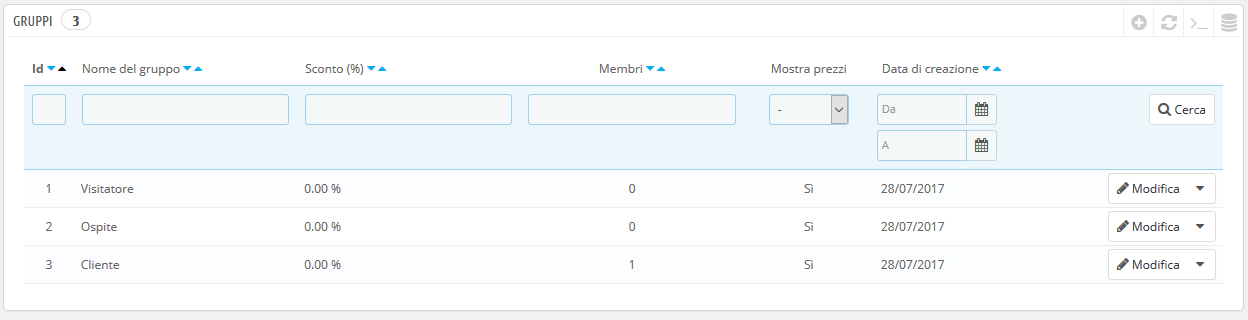 GRUPPI 3
Id Nome del gruppo Sconto (%) Membri Mostra prezzi Data di creazione
- Da Cerca
A
1 Visitatore 0.00 % 0 Sì 28/07/2017 Modifica
2 Ospite 0.00 % 0 Sì 28/07/2017 Modifica
3 Cliente 0.00 % 1 Sì 28/07/2017 Modifica